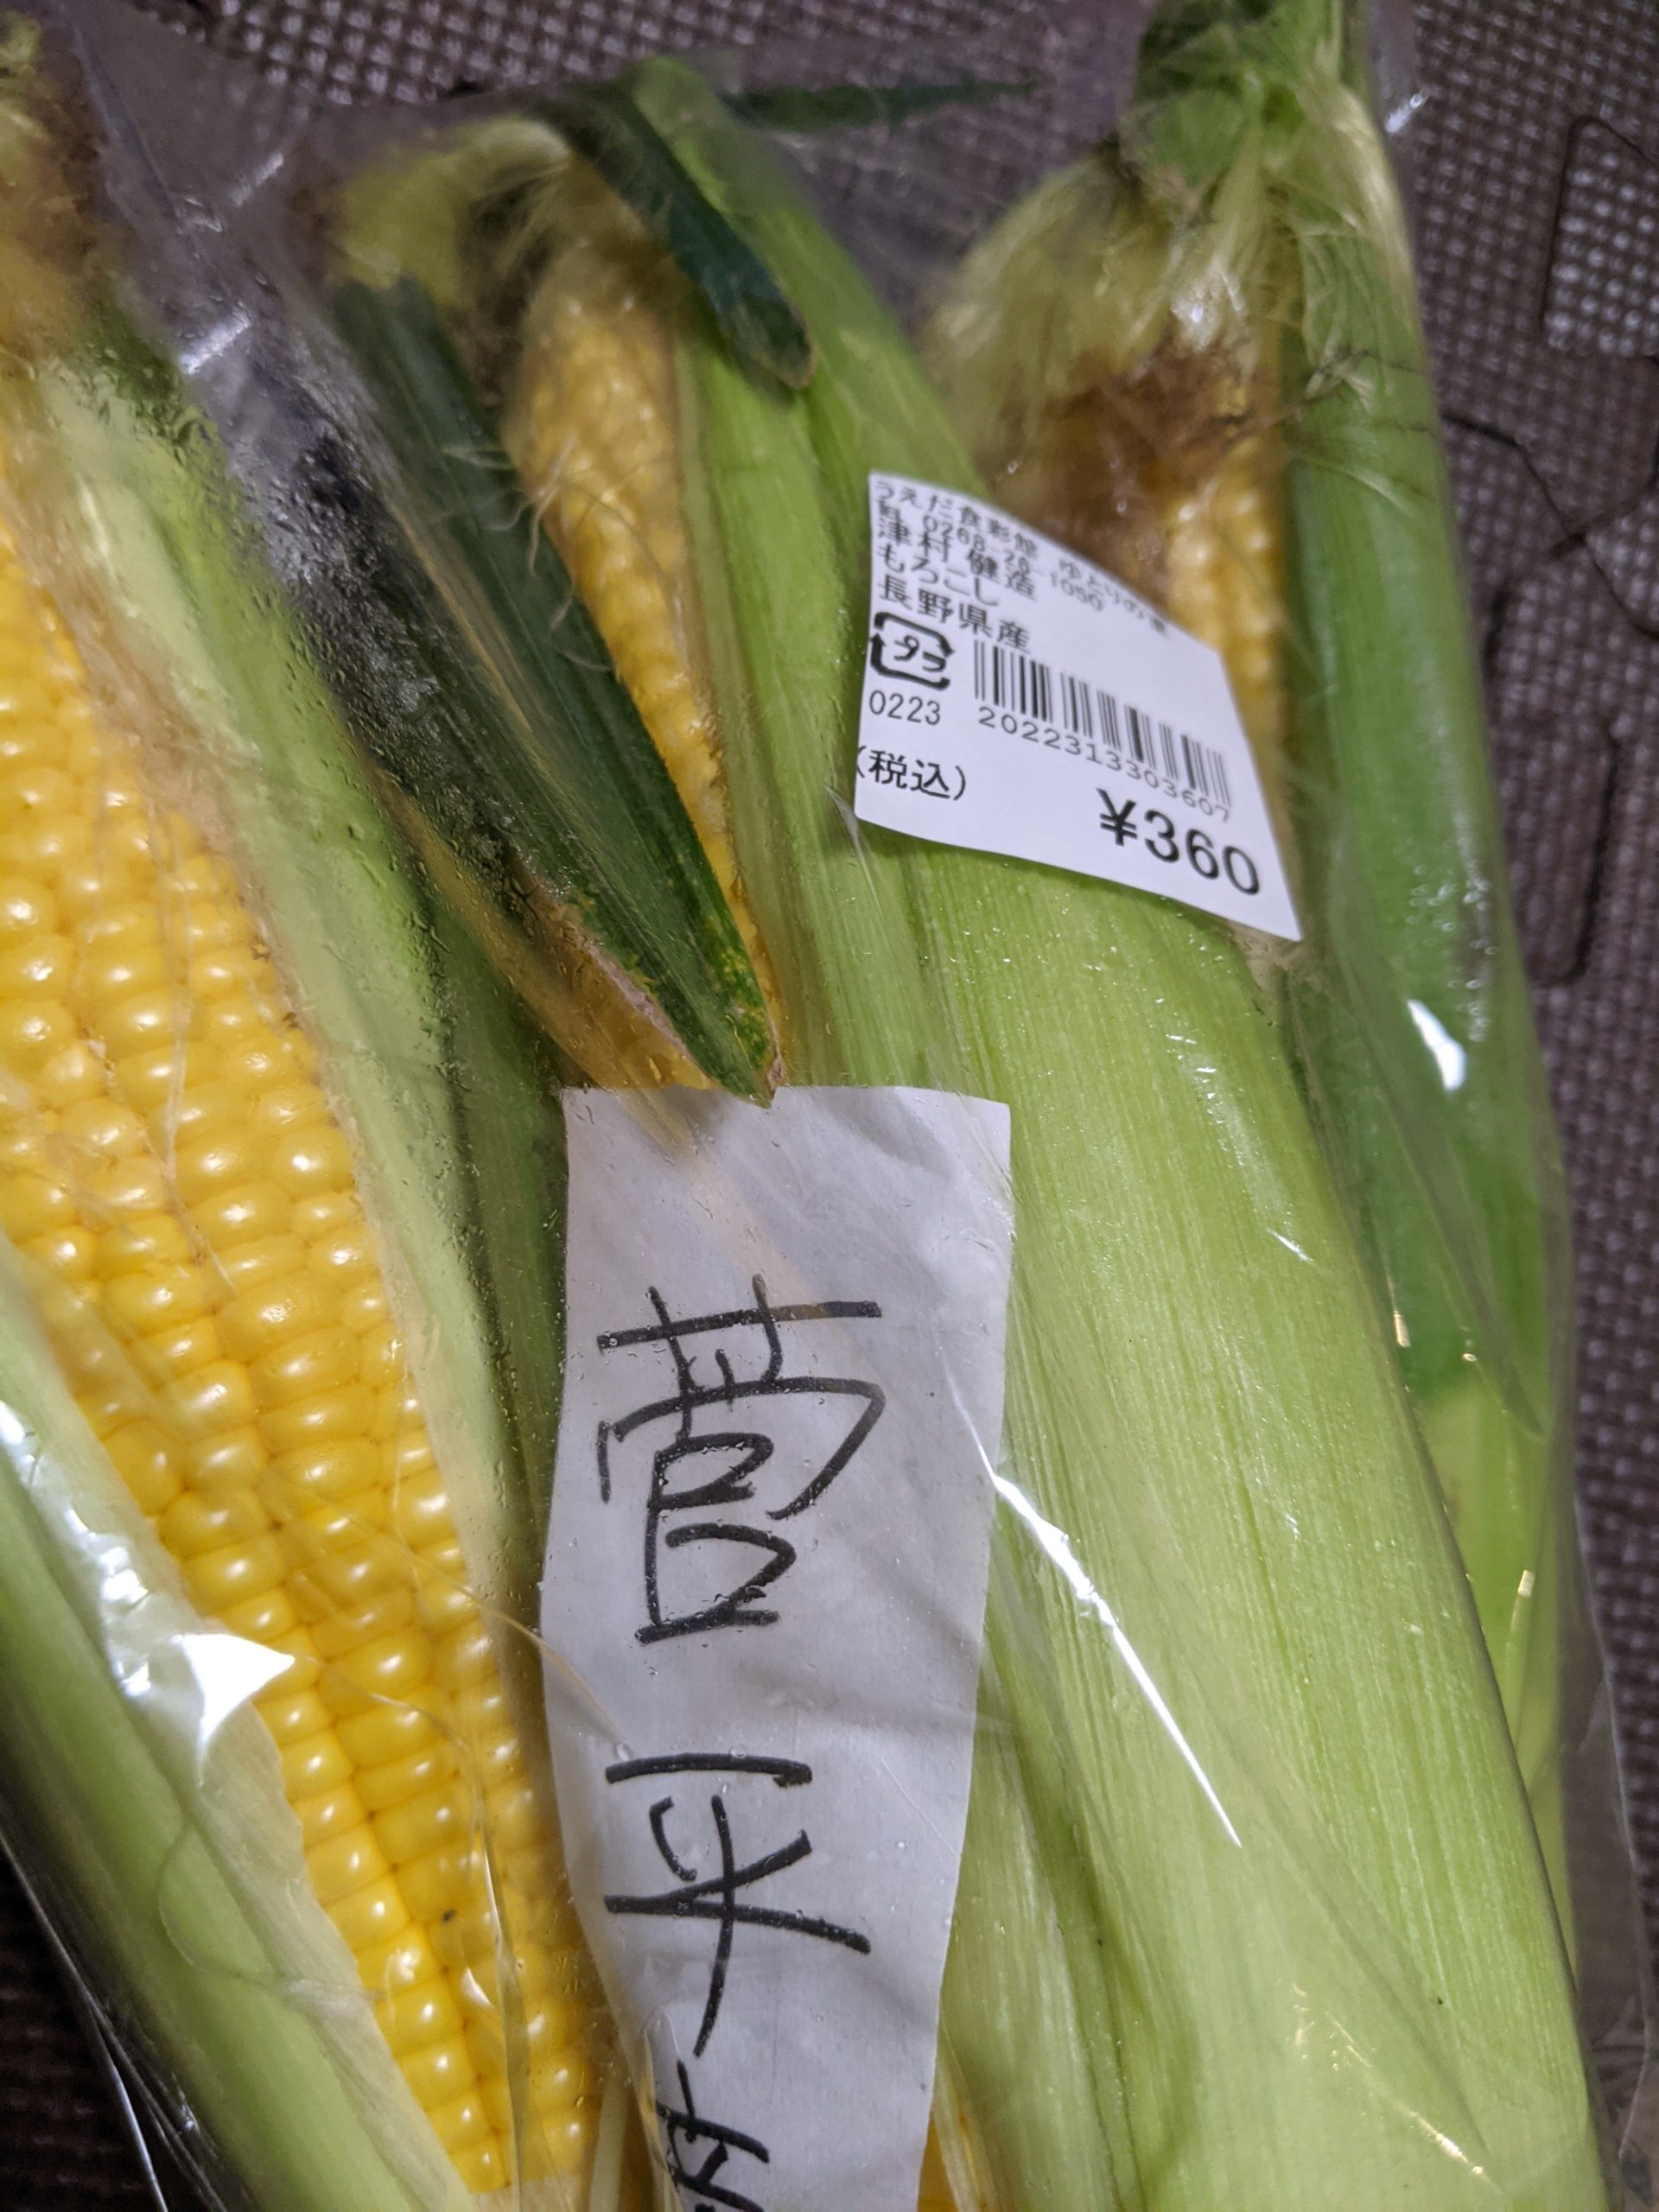 うえだ食彩館 ゆとりの里
℡ 0268-26-1050
津村 健造
もろこし
長野県産
プラ
0223
2022313303607
(税込)
¥360
菅
平